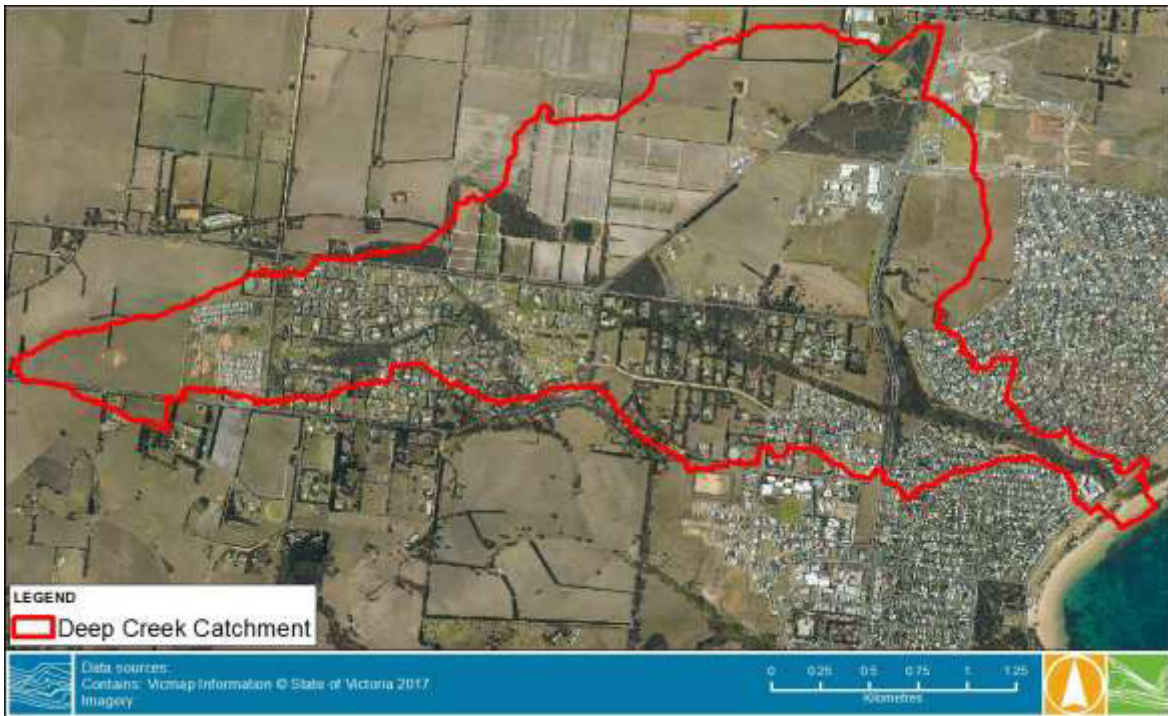 LEGEND
Deep Creek Catchment
Data sources:
Contains: Vicmap Information © State of Victoria 2017
Imagery
0 0.25 0.5 0.75 1 1.25
Kilometres